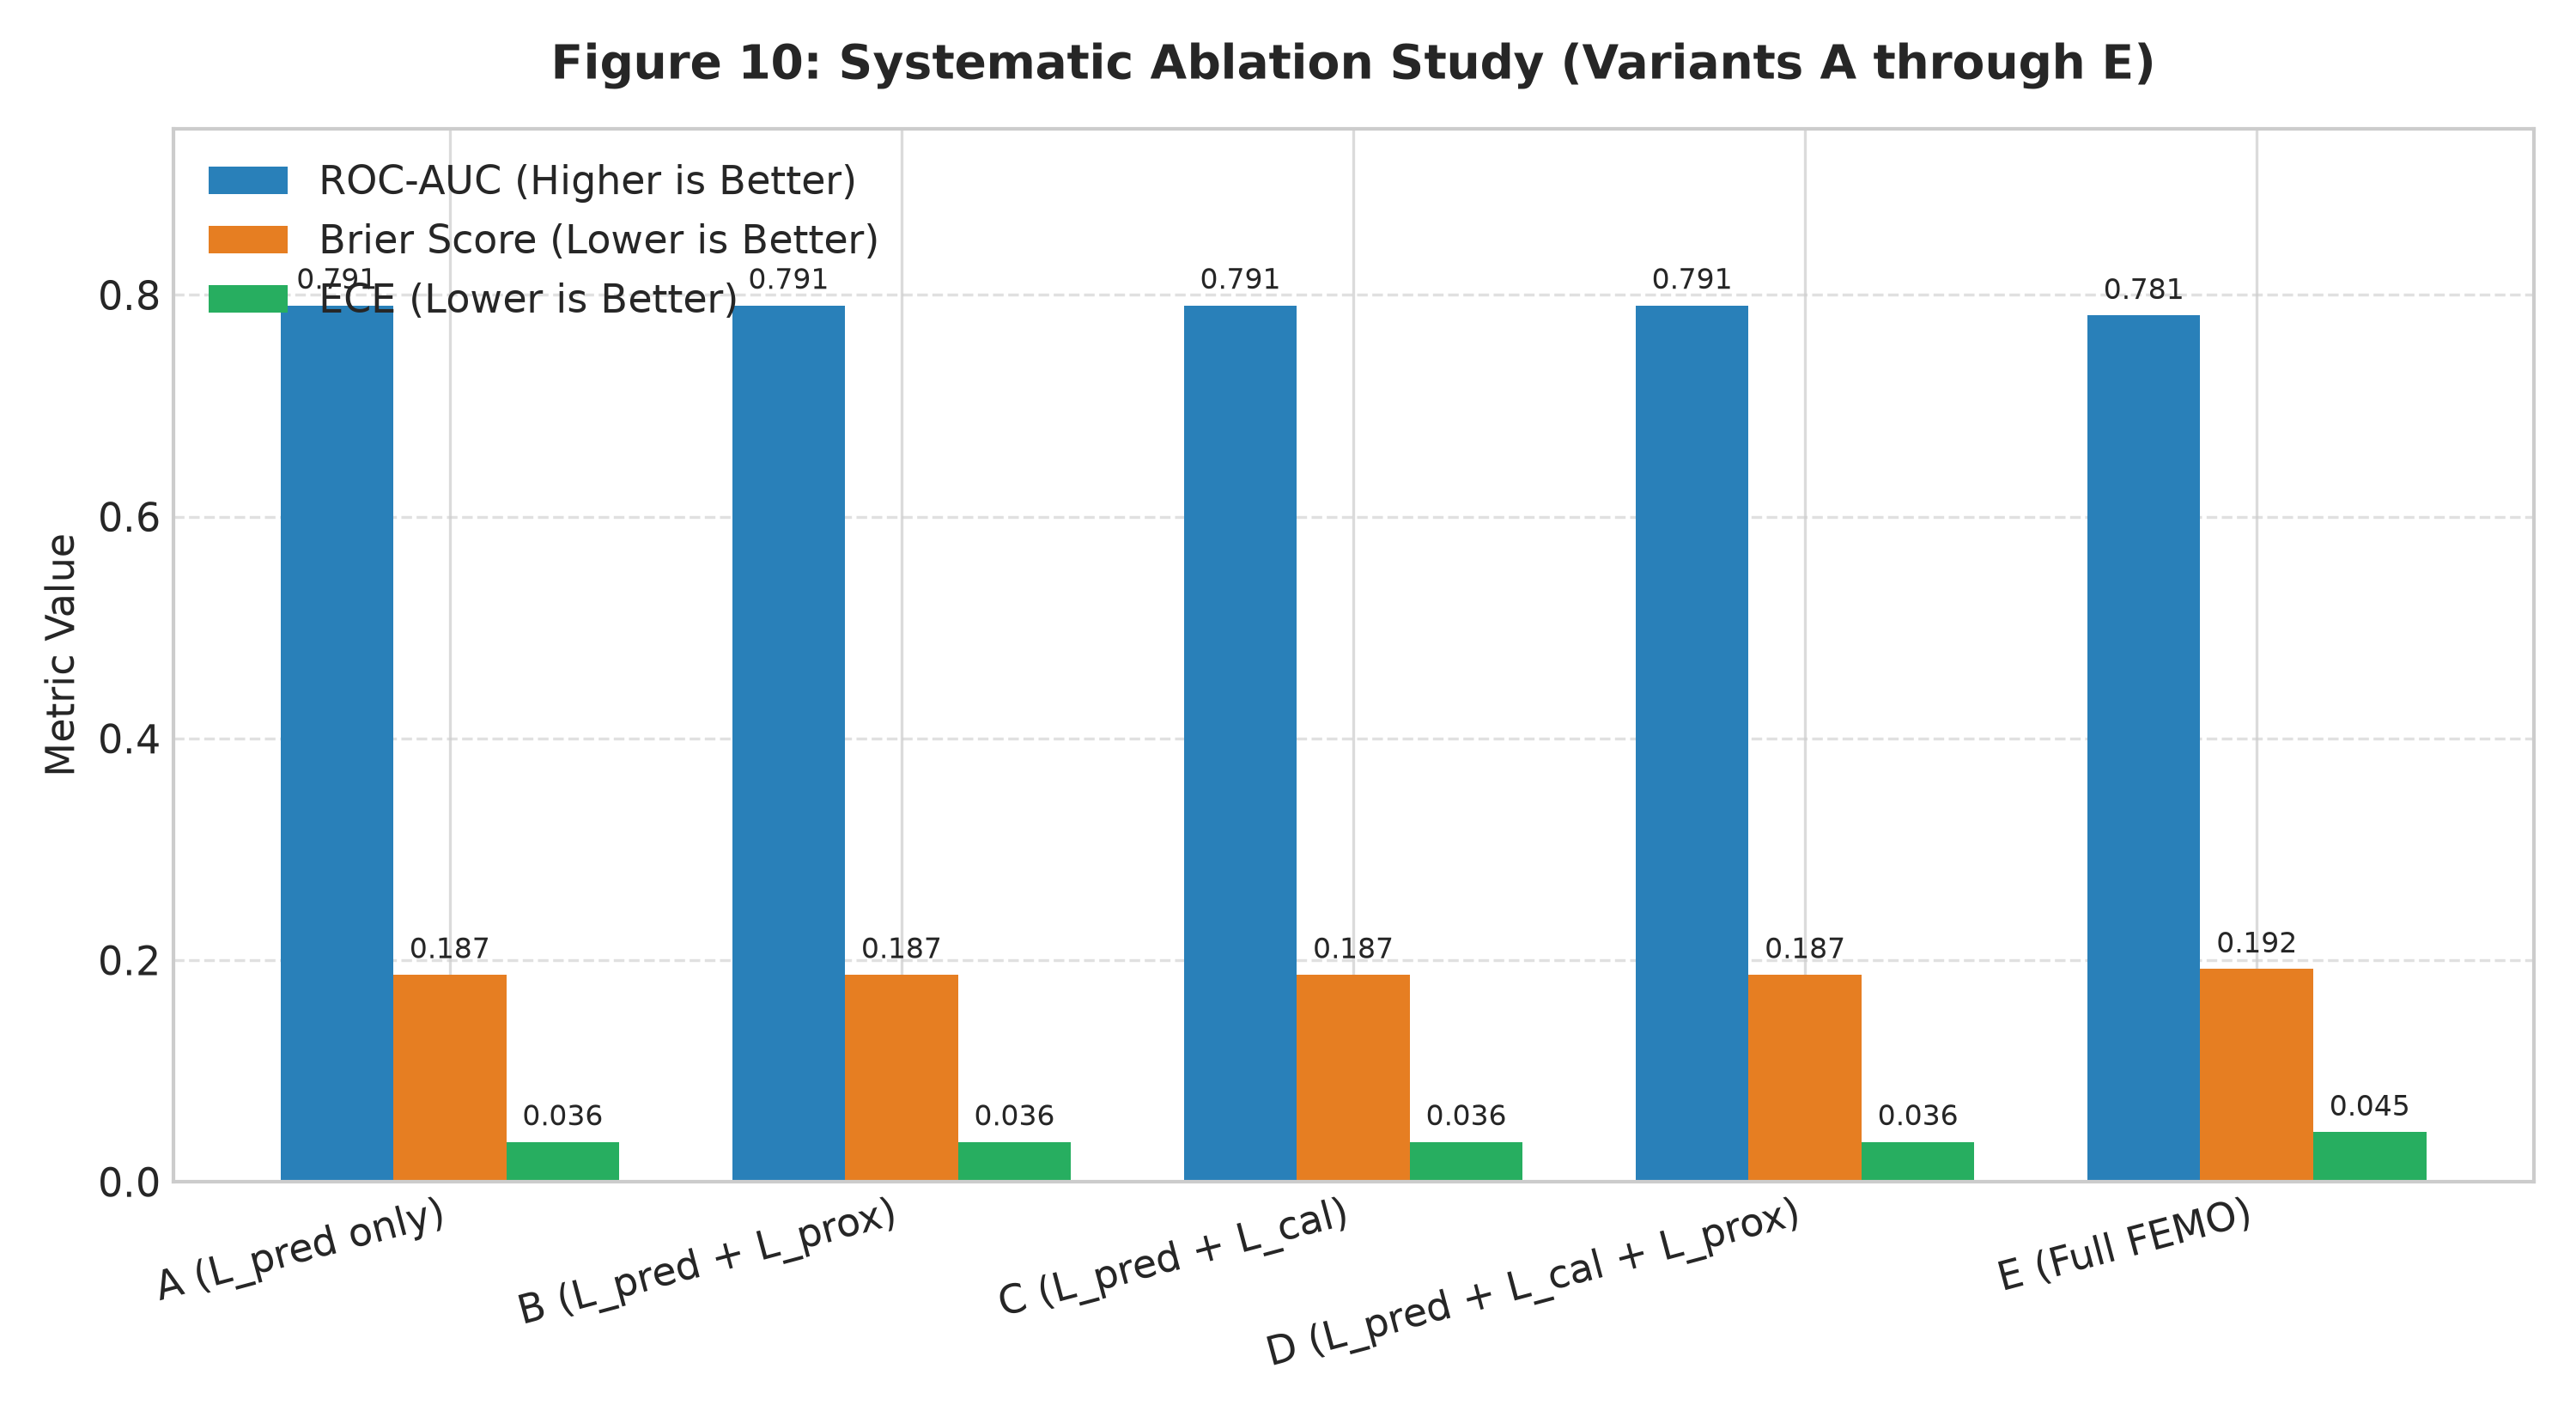 Figure 10: Systematic Ablation Study (Variants A through E)
ROC-AUC (Higher is Better)
Brier Score (Lower is Better)
ECE (Lower is Better)
Metric Value
0.8
0.6
0.4
0.2
0.0
0.791
0.187
0.036
0.791
0.187
0.036
0.791
0.187
0.036
0.791
0.187
0.036
0.781
0.192
0.045
A (L_pred only)
B (L_pred + L_prox)
C (L_pred + L_cal)
D (L_pred + L_cal + L_prox)
E (Full FEMO)